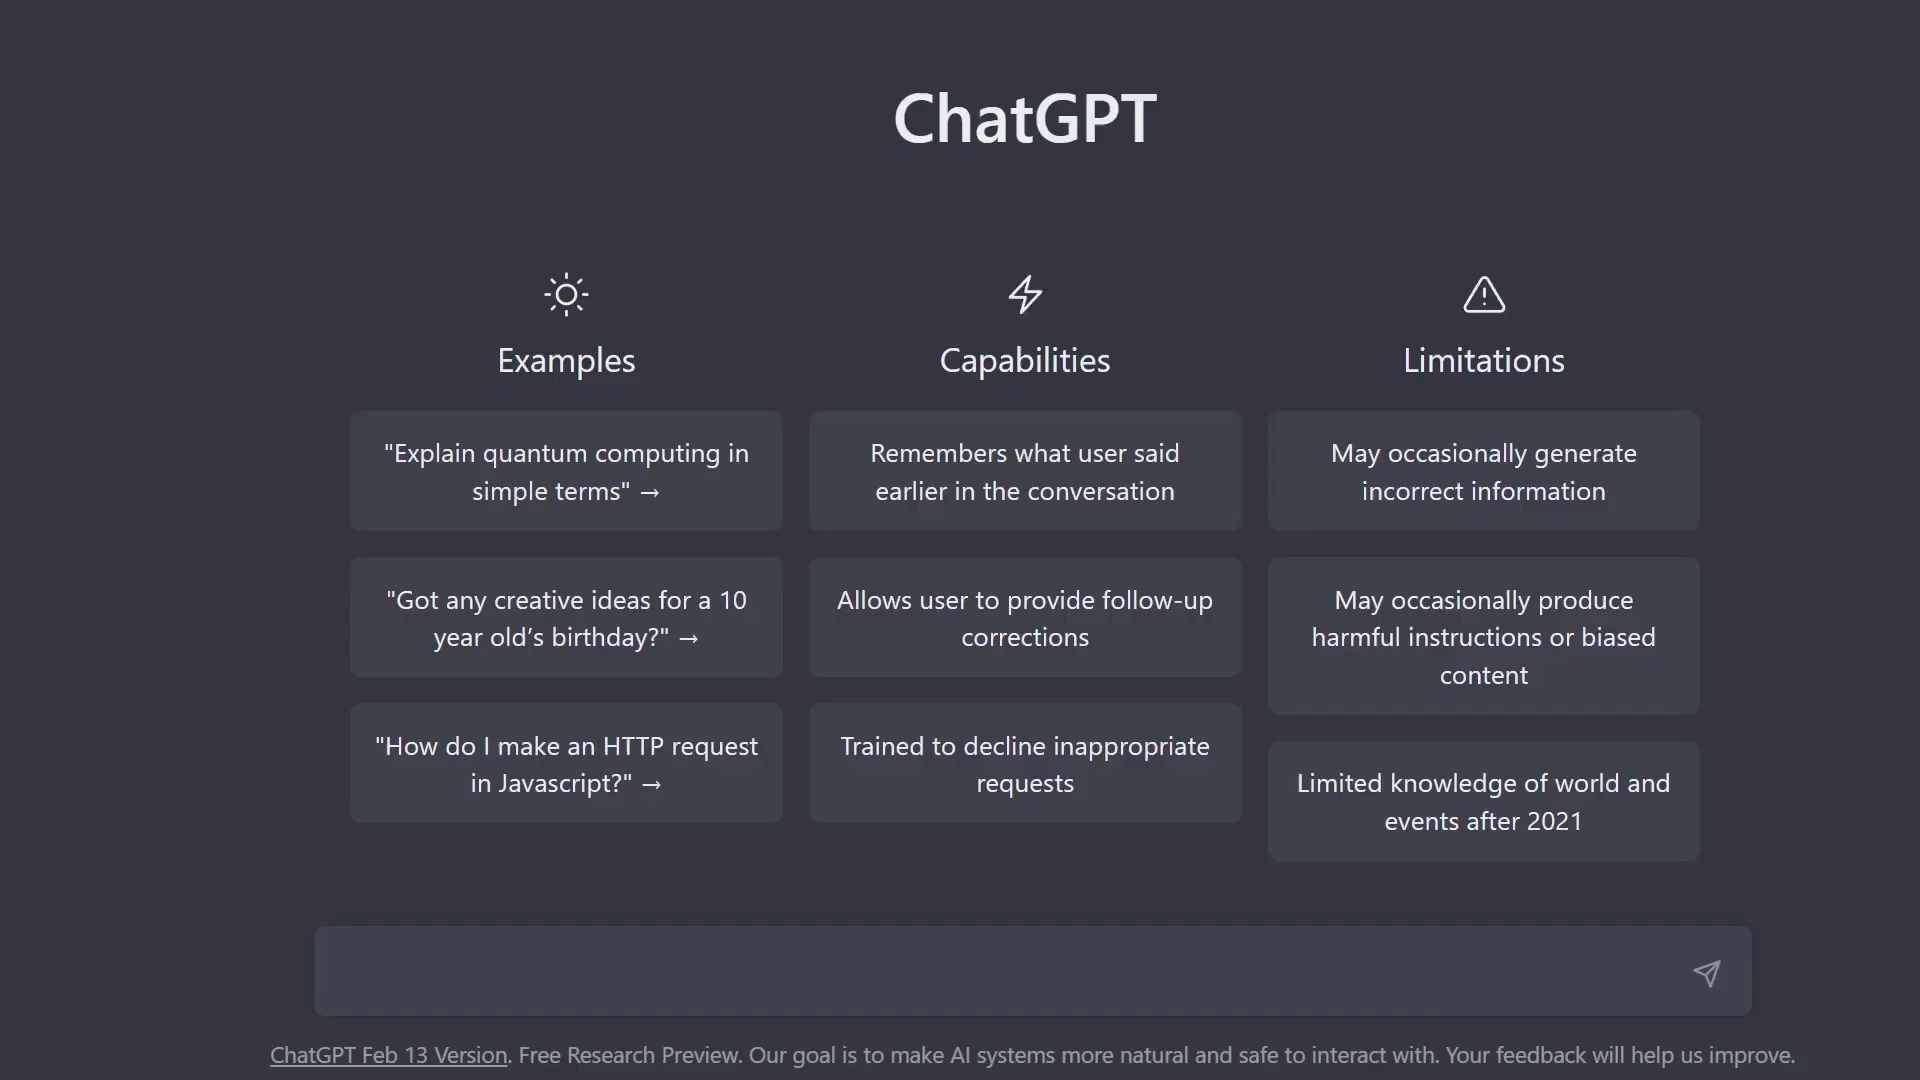 ChatGPT
Examples
"Explain quantum computing in
simple terms" →
"Got any creative ideas for a 10
year old’s birthday?" →
"How do I make an HTTP request
in Javascript?" →
Capabilities
Remembers what user said
earlier in the conversation
Allows user to provide follow-up
corrections
Trained to decline inappropriate
requests
Limitations
May occasionally generate
incorrect information
May occasionally produce
harmful instructions or biased
content
Limited knowledge of world and
events after 2021
ChatGPT Feb 13 Version. Free Research Preview. Our goal is to make AI systems more natural and safe to interact with. Your feedback will help us improve.